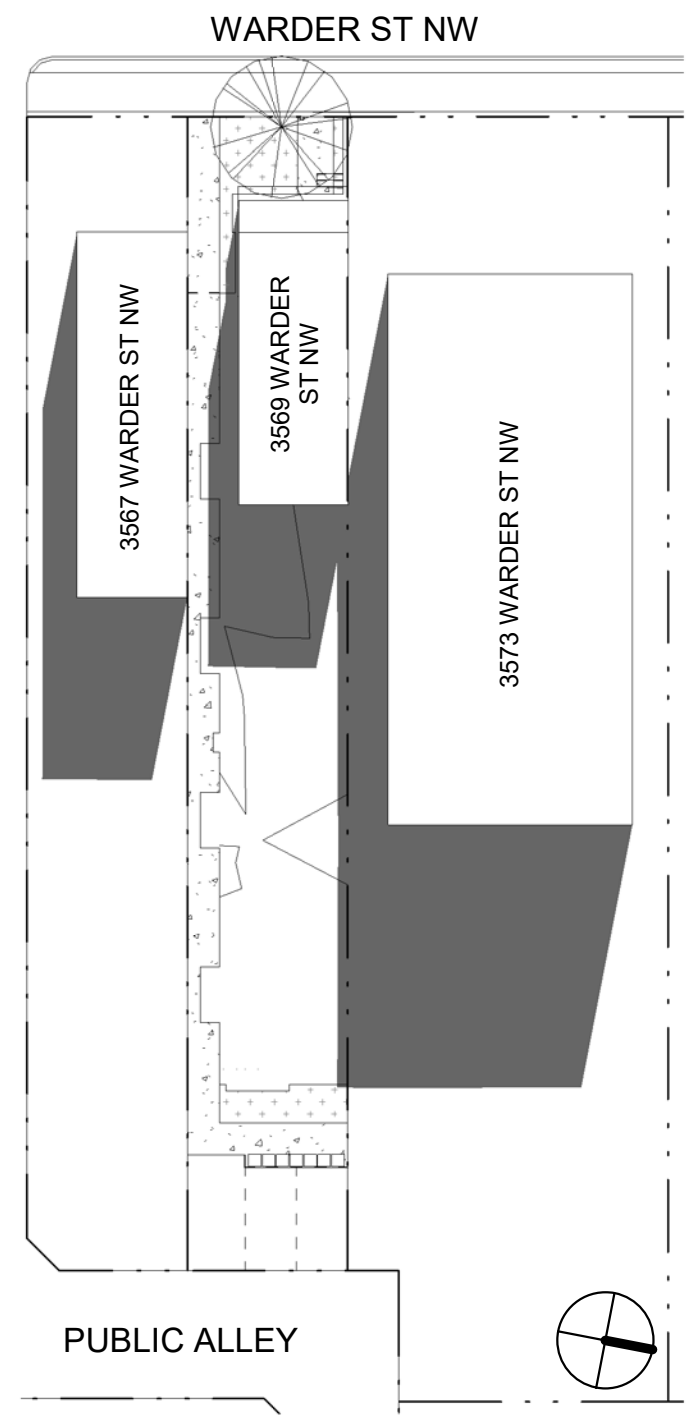 WARDER ST NW
3567 WARDER ST NW
3569 WARDER
ST NW
3573 WARDER ST NW
PUBLIC ALLEY